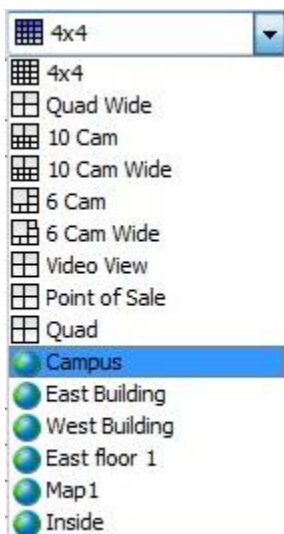 4x4
4x4
Quad Wide
10 Cam
10 Cam Wide
6 Cam
6 Cam Wide
Video View
Point of Sale
Quad
Campus
East Building
West Building
East floor 1
Map1
Inside